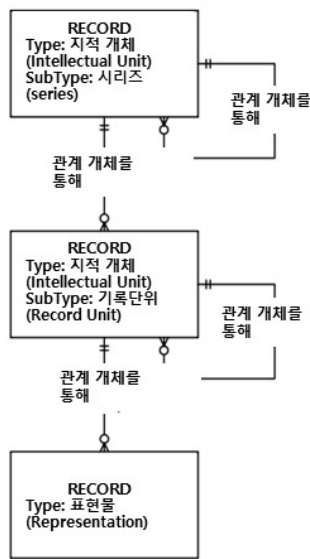 RECORD
Type: 지적 개체
(Intellectual Unit)
SubType: 시리즈
(series)
관계 개체를
통해
관계 개체를
통해
RECORD
Type: 지적 개체
(Intellectual Unit)
SubType: 기록단위
(Record Unit)
관계 개체를
통해
관계 개체를
통해
RECORD
Type: 표현물
(Representation)